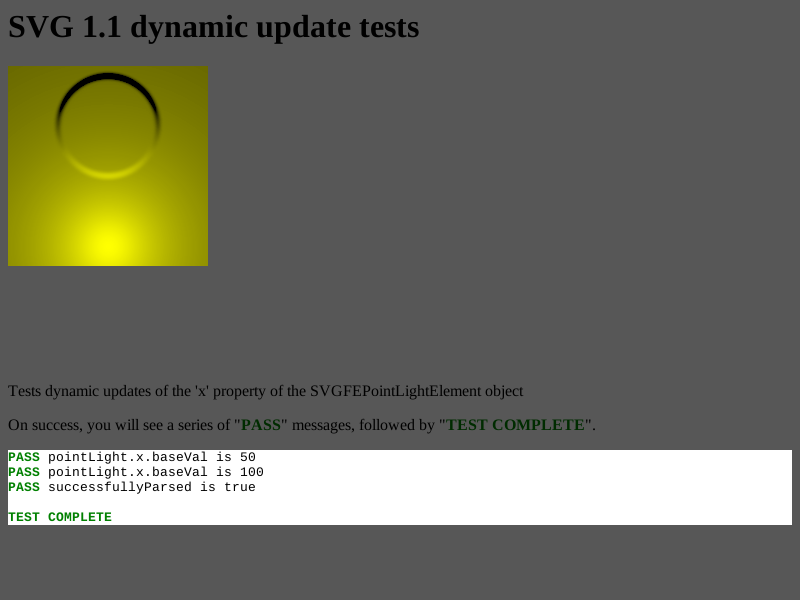 SVG 1.1 dynamic update tests
Tests dynamic updates of the 'x' property of the SVGFEPointLightElement object
On success, you will see a series of "PASS" messages, followed by "TEST COMPLETE".
PASS pointLight.x.baseVal is 50
PASS pointLight.x.baseVal is 100
PASS successfullyParsed is true
TEST COMPLETE